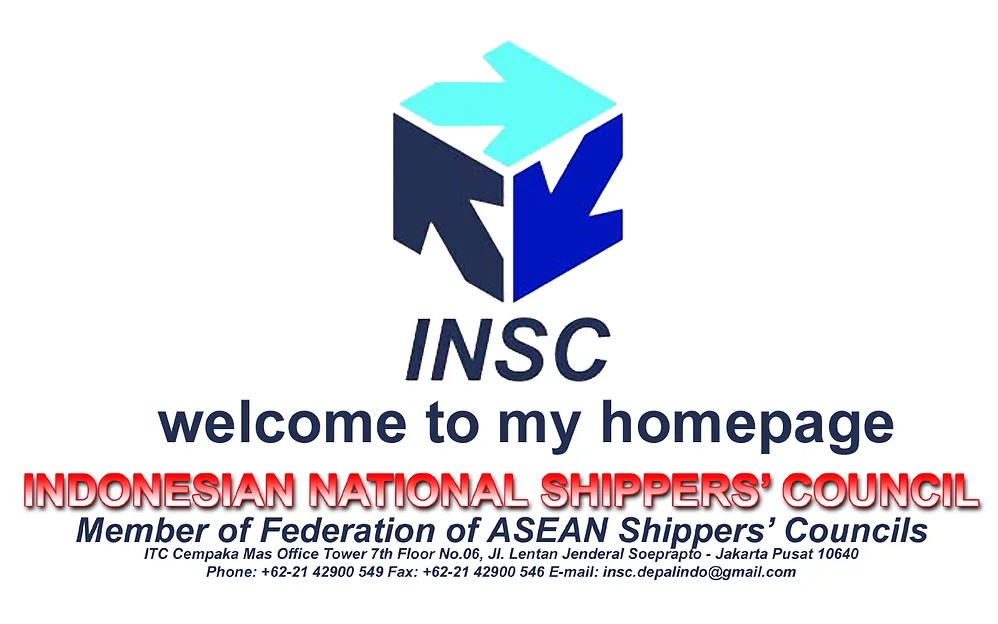 INSC
welcome to my homepage
INDONESIAN NATIONAL SHIPPERS' COUNCIL
Member of Federation of ASEAN Shippers' Councils
ITC Cempaka Mas Office Tower 7th Floor No.06, Jl. Lentan Jenderal Soeprapto - Jakarta Pusat 10640
Phone: +62-21 42900 549 Fax: +62-21 42900 546 E-mail: insc.depalindo@gmail.com